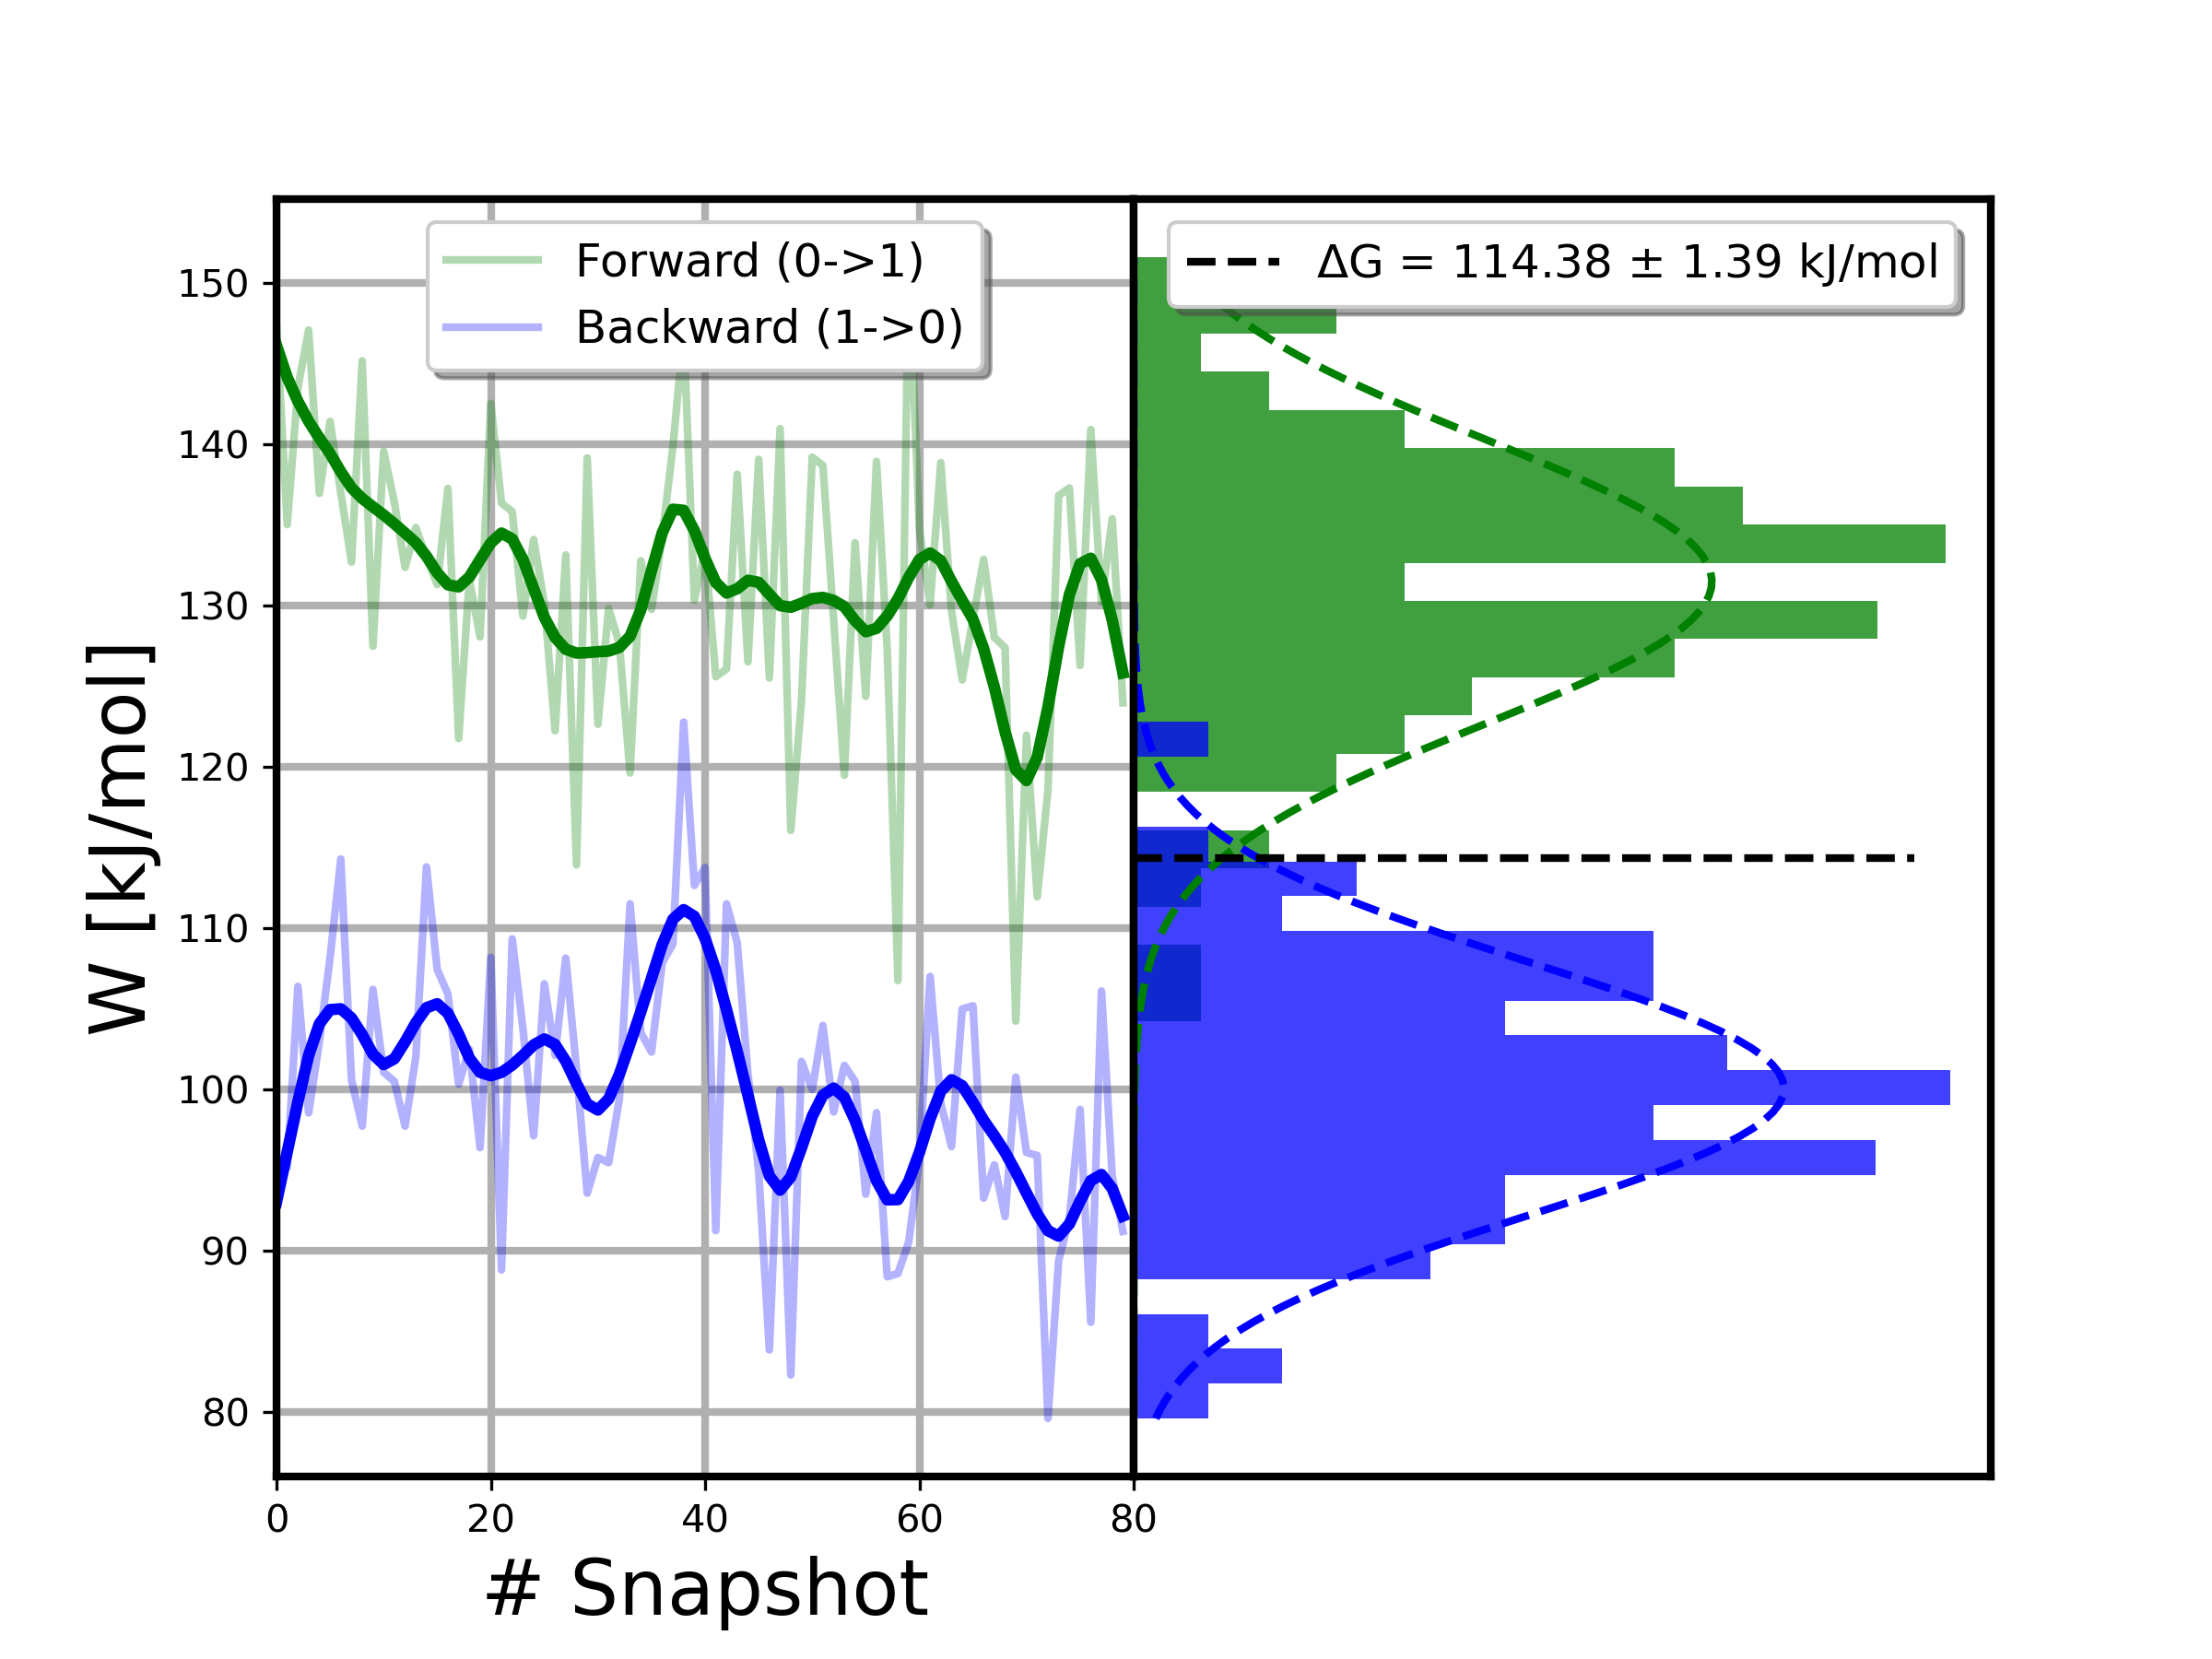 Forward (0->1)
Backward (1->0)
ΔG = 114.38 ± 1.39 kJ/mol
W [kJ/mol]
150
140
130
120
110
100
90
80
0 20 40 60 80
# Snapshot